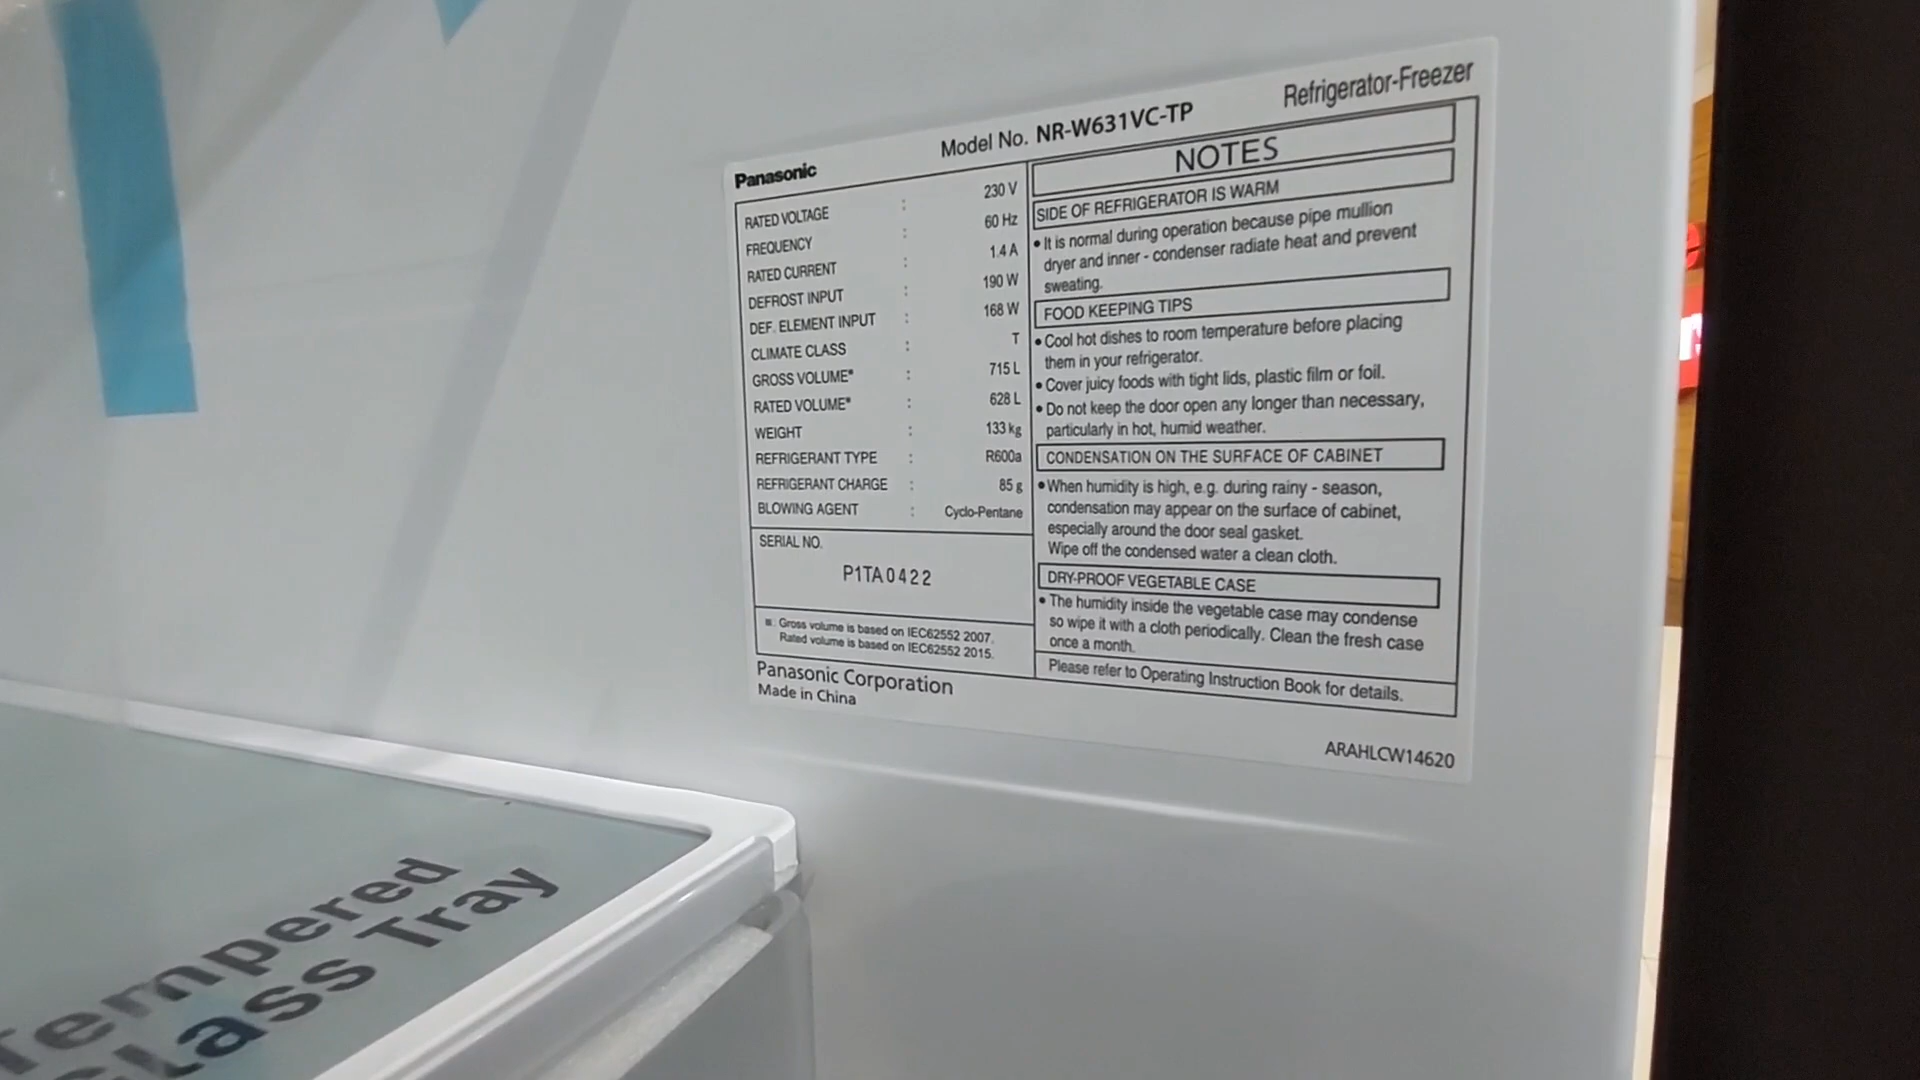 Panasonic Model No. NR-W631VC-TP Refrigerator-Freezer
RATED VOLTAGE : 230 V
FREQUENCY : 60 Hz
RATED CURRENT : 1.4 A
DEFROST INPUT : 190 W
DEF. ELEMENT INPUT : 168 W
CLIMATE CLASS : T
GROSS VOLUME※ : 715 L
RATED VOLUME※ : 628 L
WEIGHT : 133 kg
REFRIGERANT TYPE : R600a
REFRIGERANT CHARGE : 85 g
BLOWING AGENT : Cyclo-Pentane
SERIAL NO.
P1TA0422
※: Gross volume is based on IEC62552 2007.
Rated volume is based on IEC62552 2015.
Panasonic Corporation
Made in China
NOTES
SIDE OF REFRIGERATOR IS WARM
• It is normal during operation because pipe mullion
dryer and inner - condenser radiate heat and prevent
sweating.
FOOD KEEPING TIPS
• Cool hot dishes to room temperature before placing
them in your refrigerator.
• Cover juicy foods with tight lids, plastic film or foil.
• Do not keep the door open any longer than necessary,
particularly in hot, humid weather.
CONDENSATION ON THE SURFACE OF CABINET
• When humidity is high, e.g. during rainy - season,
condensation may appear on the surface of cabinet,
especially around the door seal gasket.
Wipe off the condensed water a clean cloth.
DRY-PROOF VEGETABLE CASE
• The humidity inside the vegetable case may condense
so wipe it with a cloth periodically. Clean the fresh case
once a month.
Please refer to Operating Instruction Book for details.
ARAHLCW14620
Tempered
Glass Tray